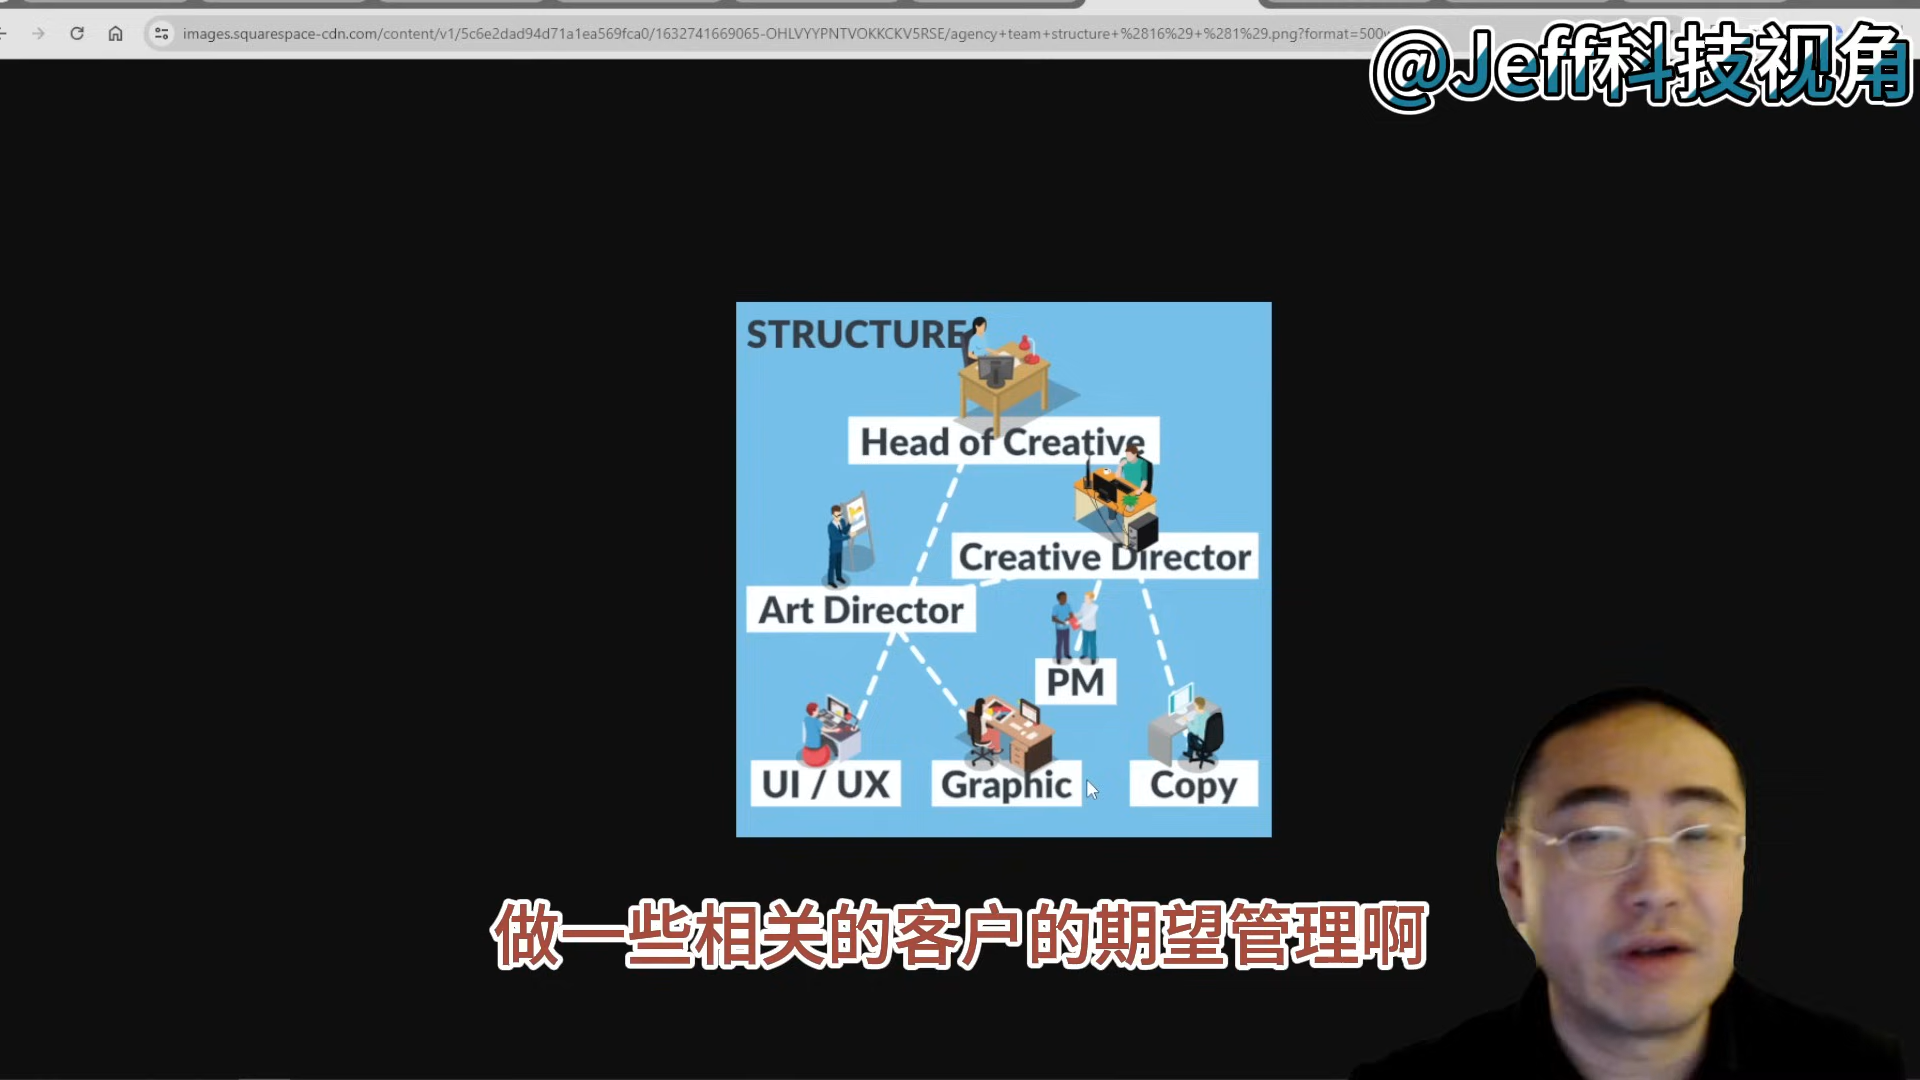 images.squarespace-cdn.com/content/v1/5c6e2dad94d71a1ea569fca0/1632741669065-OHLVYYPNTVOKKCKV5RSE/agency+team+structure+%2816%29+%281%29.png?format=500w
@Jeff科技视角
STRUCTURE
Head of Creative
Creative Director
Art Director
PM
UI / UX
Graphic
Copy
做一些相关的客户的期望管理啊